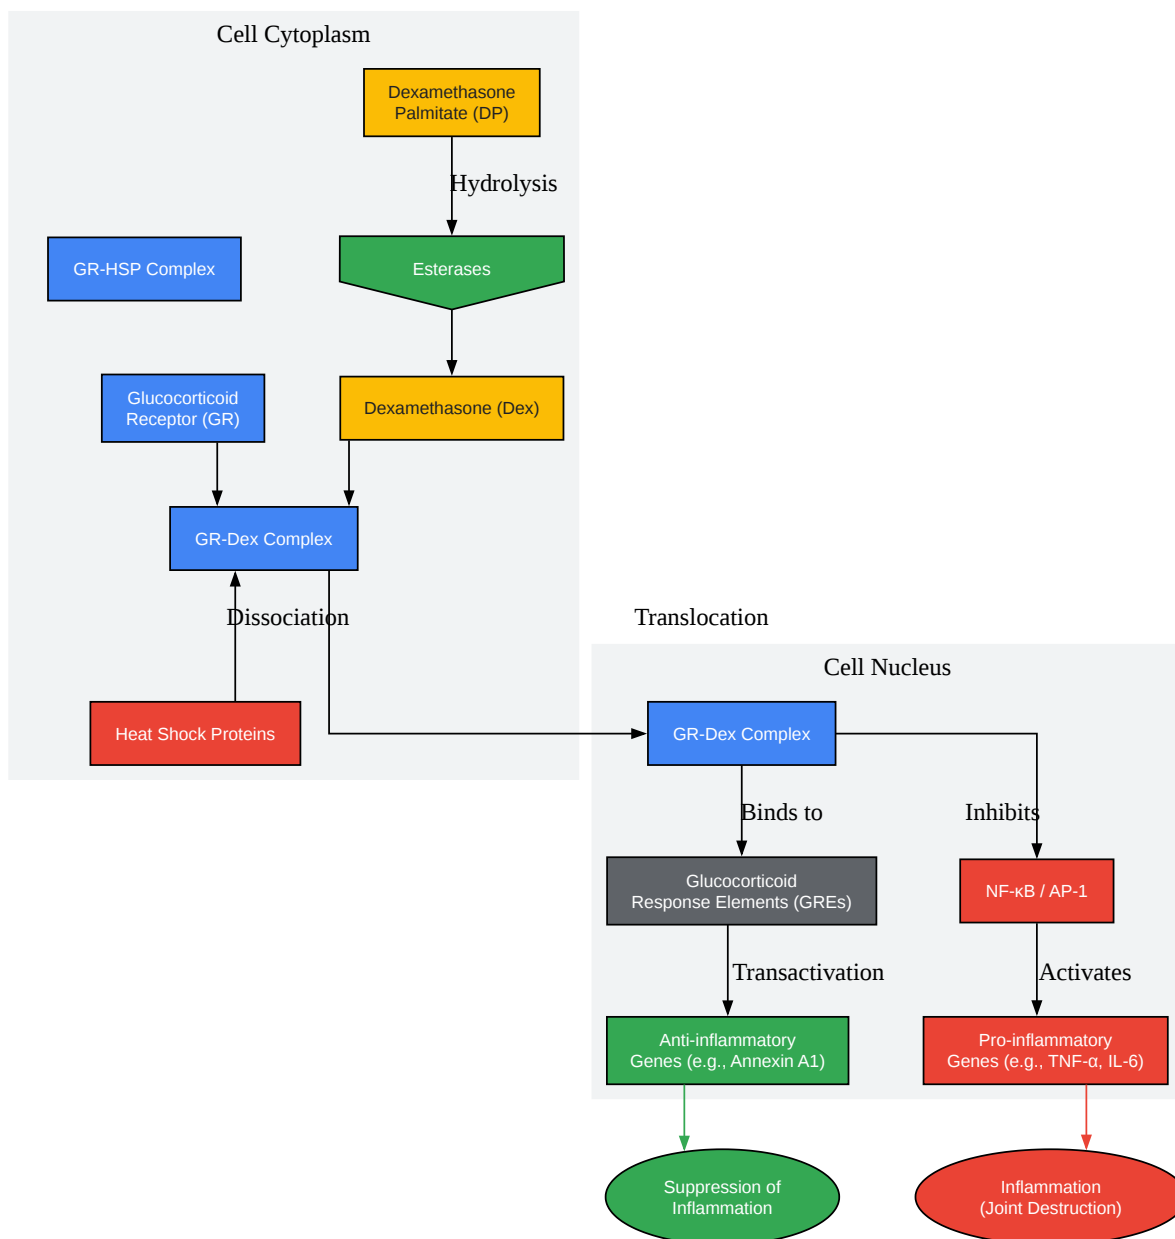 Cell Cytoplasm
Dexamethasone
Palmitate (DP)
Hydrolysis
GR-HSP Complex
Esterases
Glucocorticoid
Receptor (GR)
Dexamethasone (Dex)
GR-Dex Complex
Dissociation
Translocation
Heat Shock Proteins
Cell Nucleus
GR-Dex Complex
Binds to
Inhibits
Glucocorticoid
Response Elements (GREs)
NF-κB / AP-1
Transactivation
Activates
Anti-inflammatory
Genes (e.g., Annexin A1)
Pro-inflammatory
Genes (e.g., TNF-α, IL-6)
Suppression of
Inflammation
Inflammation
(Joint Destruction)